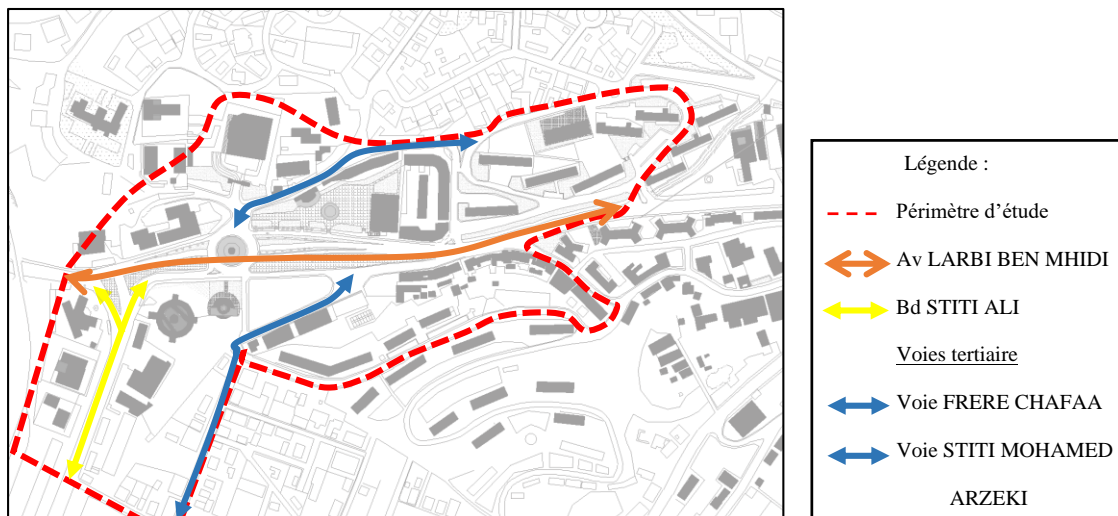 Légende :
Périmètre d’étude
Av LARBI BEN MHIDI
Bd STITI ALI
Voies tertiaire
Voie FRERE CHAFAA
Voie STITI MOHAMED
ARZEKI